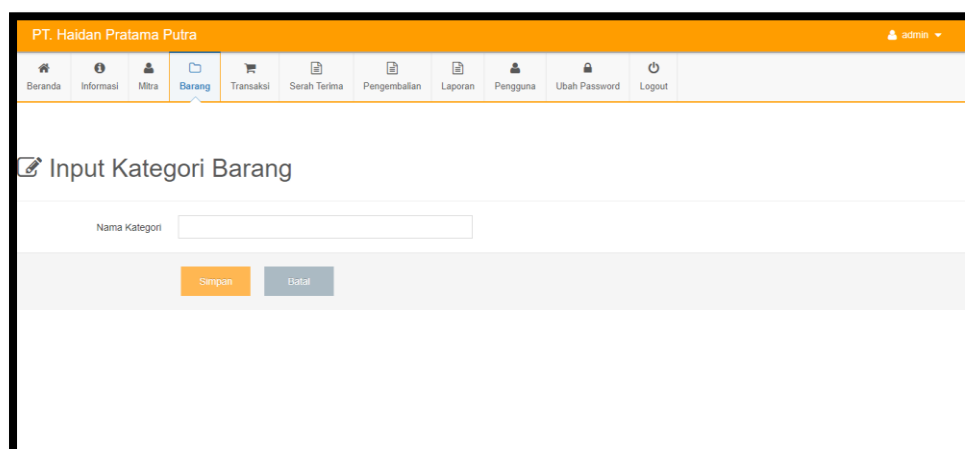 PT. Haidan Pratama Putra admin
Beranda Informasi Mitra Barang Transaksi Serah Terima Pengembalian Laporan Pengguna Ubah Password Logout
Input Kategori Barang
Nama Kategori
Simpan Batal